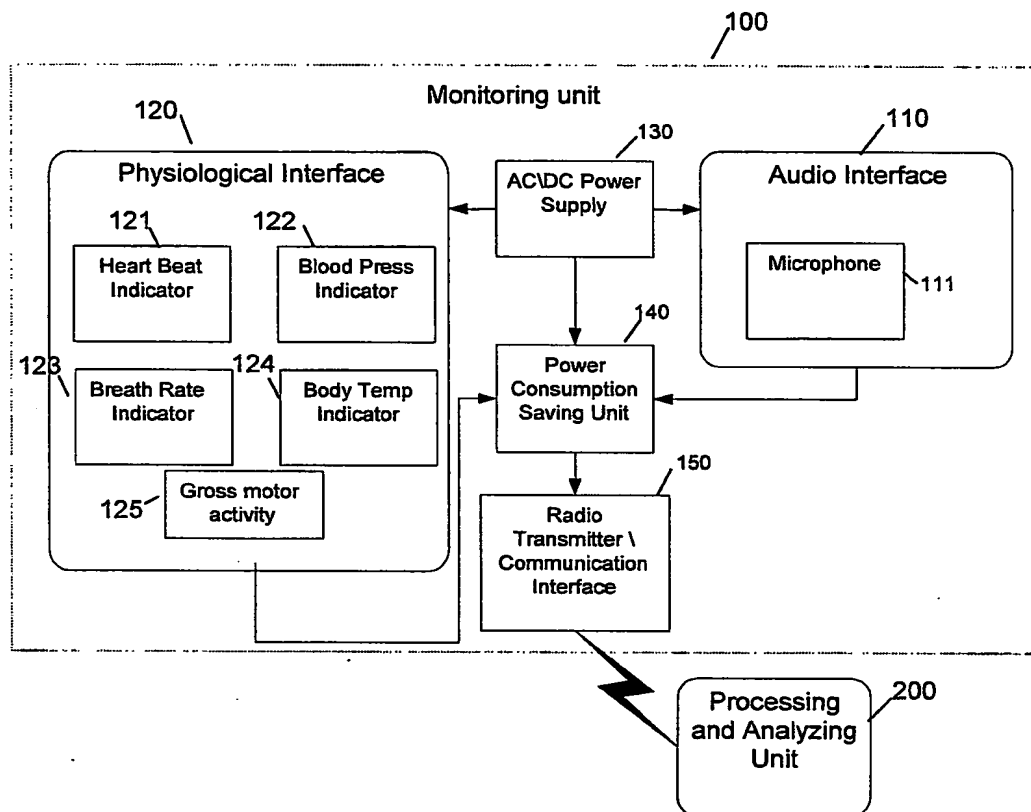 100
Monitoring unit
120
130
110
Physiological Interface
AC\DC Power
Supply
Audio Interface
121
122
Heart Beat
Indicator
Blood Press
Indicator
Microphone
111
140
123
124
Breath Rate
Indicator
Body Temp
Indicator
Power
Consumption
Saving Unit
125
Gross motor
activity
150
Radio
Transmitter \
Communication
Interface
Processing
and Analyzing
Unit
200